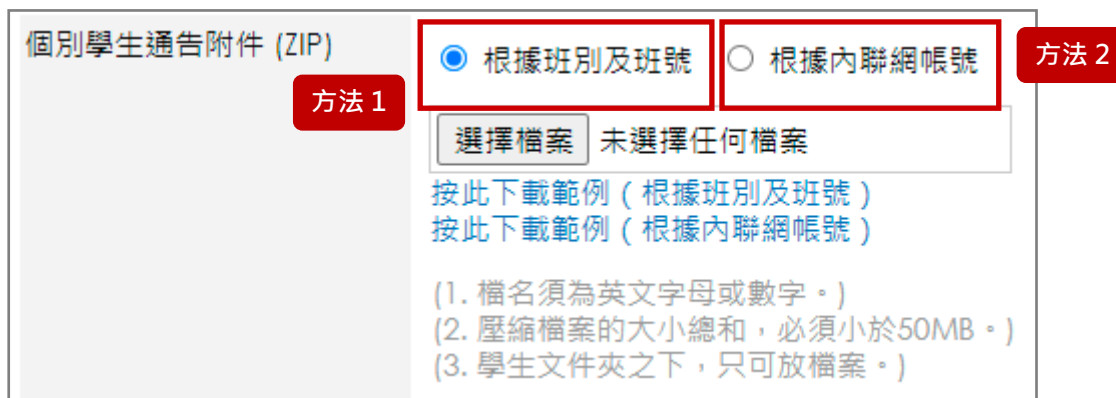 個別學生通告附件 (ZIP)
方法 1
根據班別及班號
根據內聯網帳號
方法 2
選擇檔案 未選擇任何檔案
按此下載範例（根據班別及班號）
按此下載範例（根據內聯網帳號）
(1. 檔名須為英文字母或數字。)
(2. 壓縮檔案的大小總和，必須小於50MB。)
(3. 學生文件夾之下，只可放檔案。)